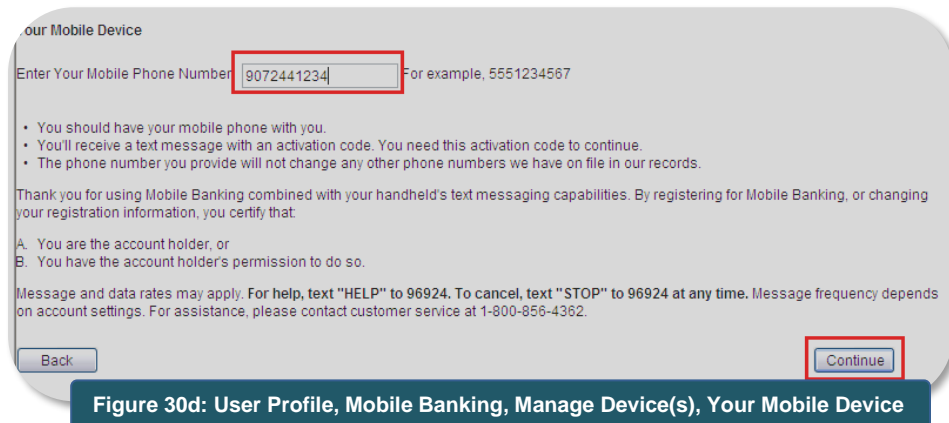 our Mobile Device
Enter Your Mobile Phone Number 9072441234 For example, 5551234567
• You should have your mobile phone with you.
• You'll receive a text message with an activation code. You need this activation code to continue.
• The phone number you provide will not change any other phone numbers we have on file in our records.
Thank you for using Mobile Banking combined with your handheld's text messaging capabilities. By registering for Mobile Banking, or changing
your registration information, you certify that:
A. You are the account holder, or
B. You have the account holder's permission to do so.
Message and data rates may apply. For help, text "HELP" to 96924. To cancel, text "STOP" to 96924 at any time. Message frequency depends
on account settings. For assistance, please contact customer service at 1-800-856-4362.
Back Continue
Figure 30d: User Profile, Mobile Banking, Manage Device(s), Your Mobile Device